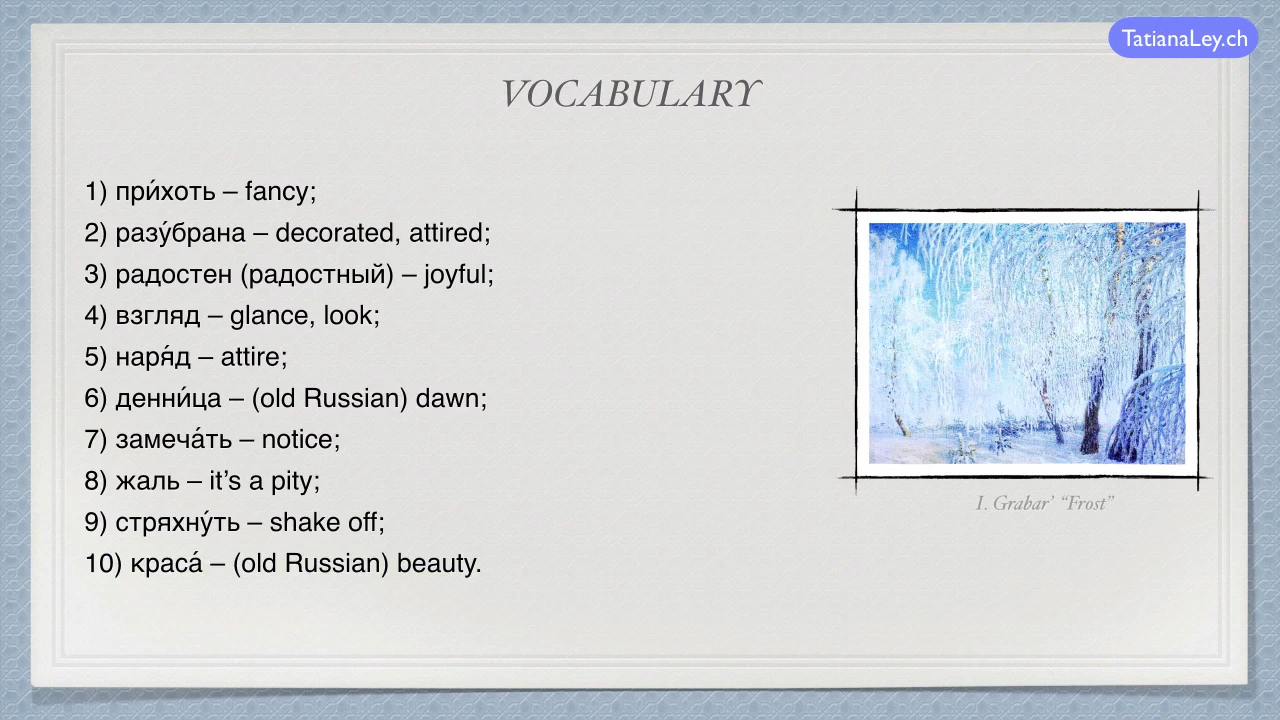 TatianaLey.ch
VOCABULARY
1) при́хоть – fancy;
2) разу́брана – decorated, attired;
3) радостен (радостный) – joyful;
4) взгляд – glance, look;
5) наря́д – attire;
6) денни́ца – (old Russian) dawn;
7) замеча́ть – notice;
8) жаль – it’s a pity;
9) стряхну́ть – shake off;
10) краса́ – (old Russian) beauty.
I. Grabar’ “Frost”